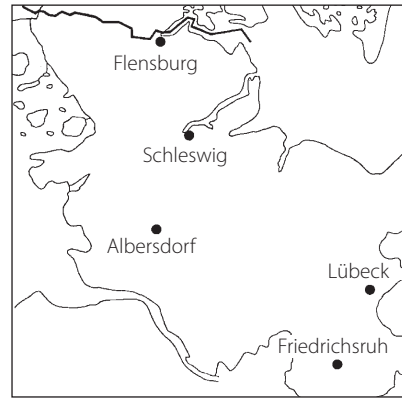 Flensburg
Schleswig
Albersdorf
Lübeck
Friedrichsruh